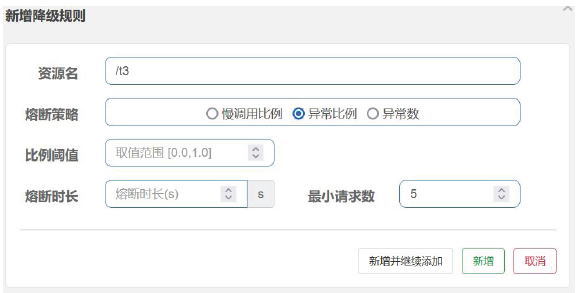 新增降级规则
资源名 /t3
熔断策略 慢调用比例 异常比例 异常数
比例阈值 取值范围 [0.0,1.0]
熔断时长 熔断时长(s) s 最小请求数 5
新增并继续添加 新增 取消